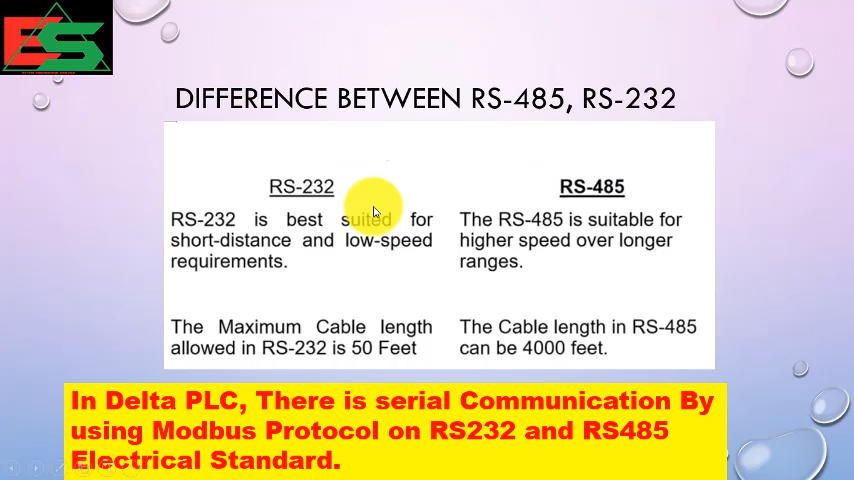 ES
DIFFERENCE BETWEEN RS-485, RS-232
RS-232
RS-232 is best suited for
short-distance and low-speed
requirements.
The Maximum Cable length
allowed in RS-232 is 50 Feet
RS-485
The RS-485 is suitable for
higher speed over longer
ranges.
The Cable length in RS-485
can be 4000 feet.
In Delta PLC, There is serial Communication By
using Modbus Protocol on RS232 and RS485
Electrical Standard.